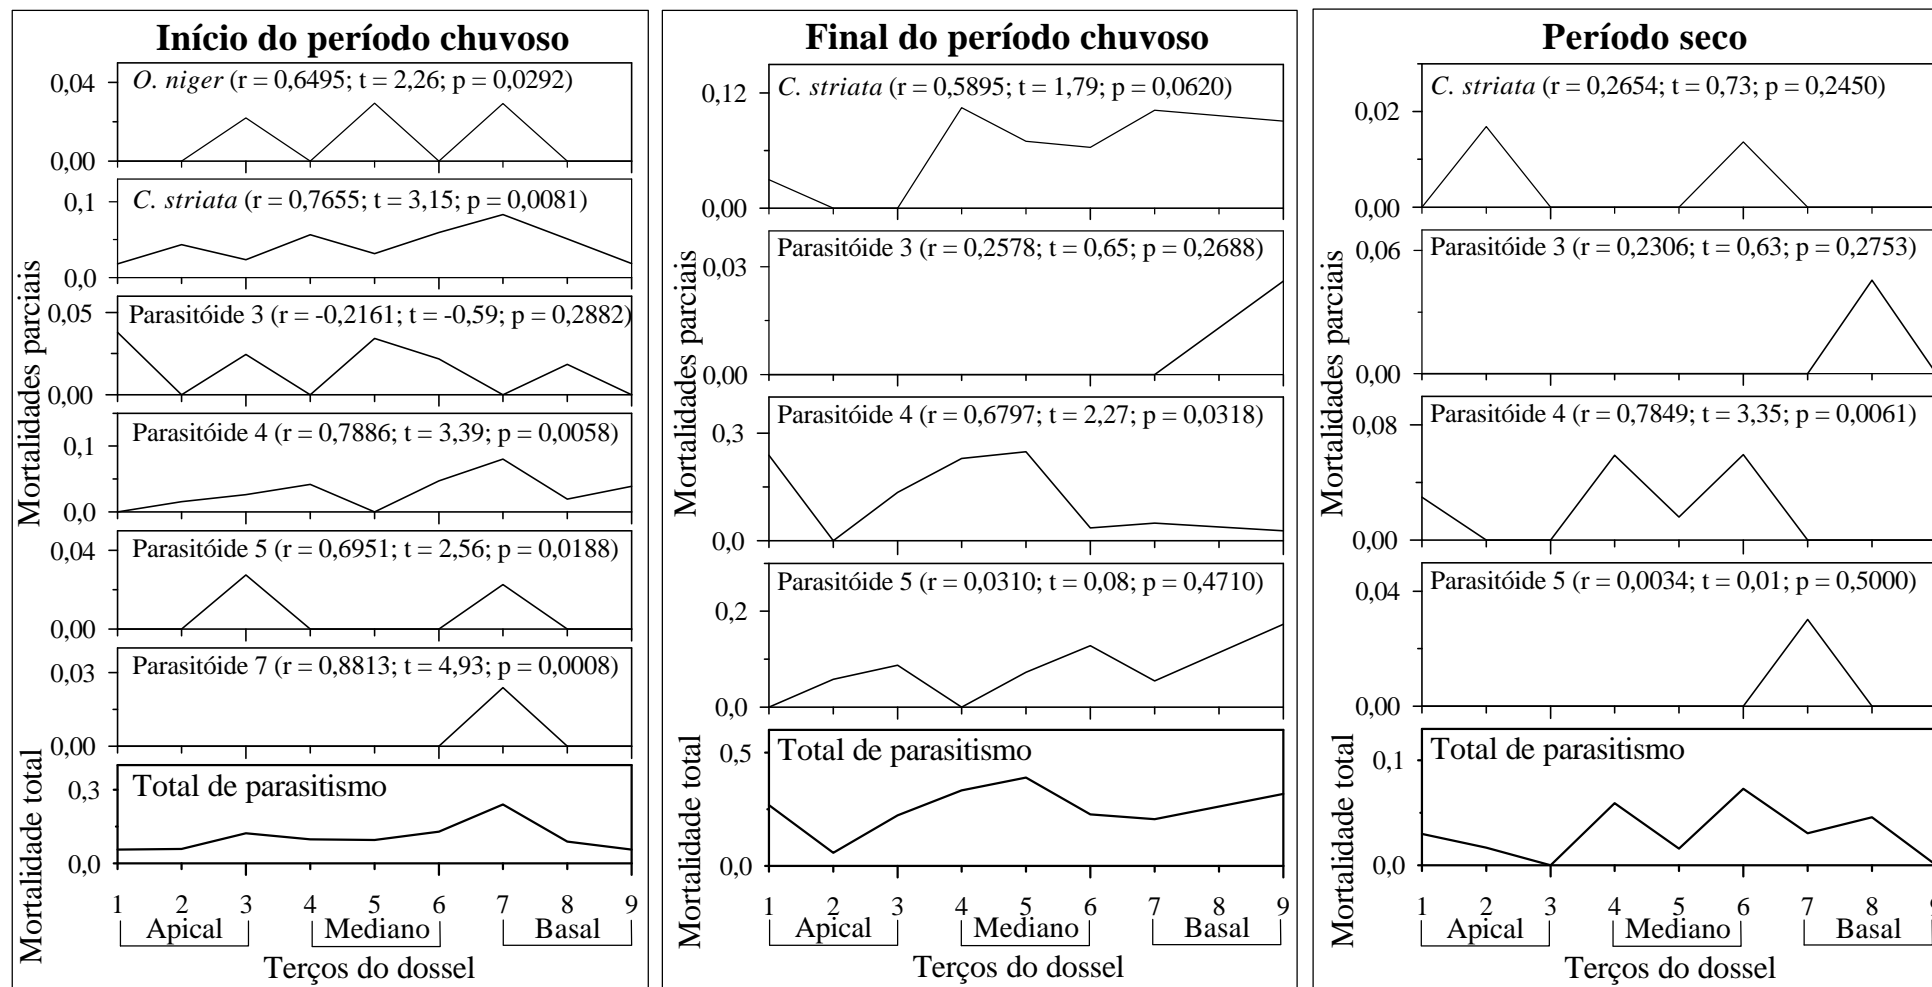 Início do período chuvoso
Mortalidades parciais
O. niger (r = 0,6495; t = 2,26; p = 0,0292)
0,04
0,00
C. striata (r = 0,7655; t = 3,15; p = 0,0081)
0,1
0,0
Parasitóide 3 (r = -0,2161; t = -0,59; p = 0,2882)
0,05
0,00
Parasitóide 4 (r = 0,7886; t = 3,39; p = 0,0058)
0,1
0,0
Parasitóide 5 (r = 0,6951; t = 2,56; p = 0,0188)
0,04
0,00
Parasitóide 7 (r = 0,8813; t = 4,93; p = 0,0008)
0,03
0,00
Mortalidade total
Total de parasitismo
0,3
0,0
1 2 3 4 5 6 7 8 9
Apical Mediano Basal
Terços do dossel
Final do período chuvoso
Mortalidades parciais
C. striata (r = 0,5895; t = 1,79; p = 0,0620)
0,12
0,00
Parasitóide 3 (r = 0,2578; t = 0,65; p = 0,2688)
0,03
0,00
Parasitóide 4 (r = 0,6797; t = 2,27; p = 0,0318)
0,3
0,0
Parasitóide 5 (r = 0,0310; t = 0,08; p = 0,4710)
0,2
0,0
Mortalidade total
Total de parasitismo
0,5
0,0
1 2 3 4 5 6 7 8 9
Apical Mediano Basal
Terços do dossel
Período seco
Mortalidades parciais
C. striata (r = 0,2654; t = 0,73; p = 0,2450)
0,02
0,00
Parasitóide 3 (r = 0,2306; t = 0,63; p = 0,2753)
0,06
0,00
Parasitóide 4 (r = 0,7849; t = 3,35; p = 0,0061)
0,08
0,00
Parasitóide 5 (r = 0,0034; t = 0,01; p = 0,5000)
0,04
0,00
Mortalidade total
Total de parasitismo
0,1
0,0
1 2 3 4 5 6 7 8 9
Apical Mediano Basal
Terços do dossel